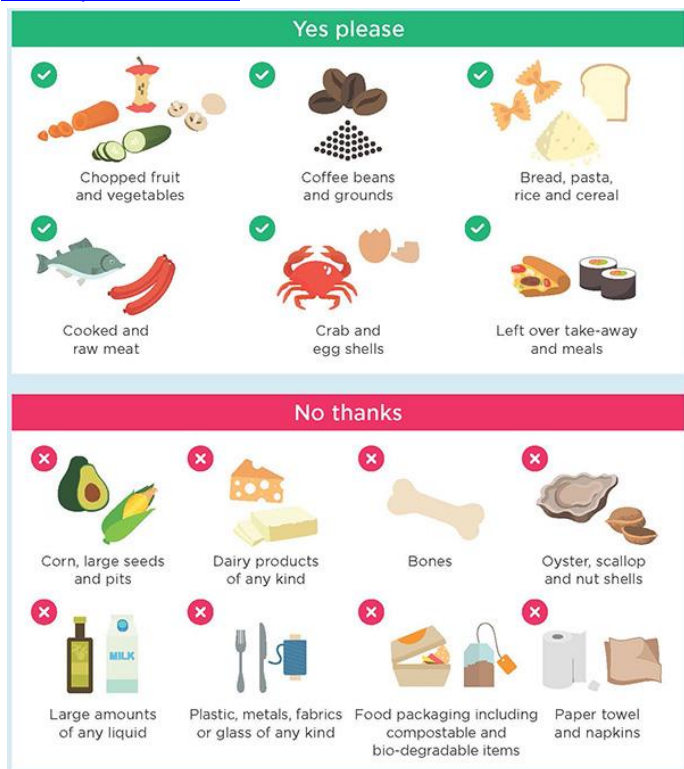 Yes please
Chopped fruit
and vegetables
Coffee beans
and grounds
Bread, pasta,
rice and cereal
Cooked and
raw meat
Crab and
egg shells
Left over take-away
and meals
No thanks
Corn, large seeds
and pits
Dairy products
of any kind
Bones
Oyster, scallop
and nut shells
MILK
Large amounts
of any liquid
Plastic, metals, fabrics
or glass of any kind
Food packaging including
compostable and
bio-degradable items
Paper towel
and napkins